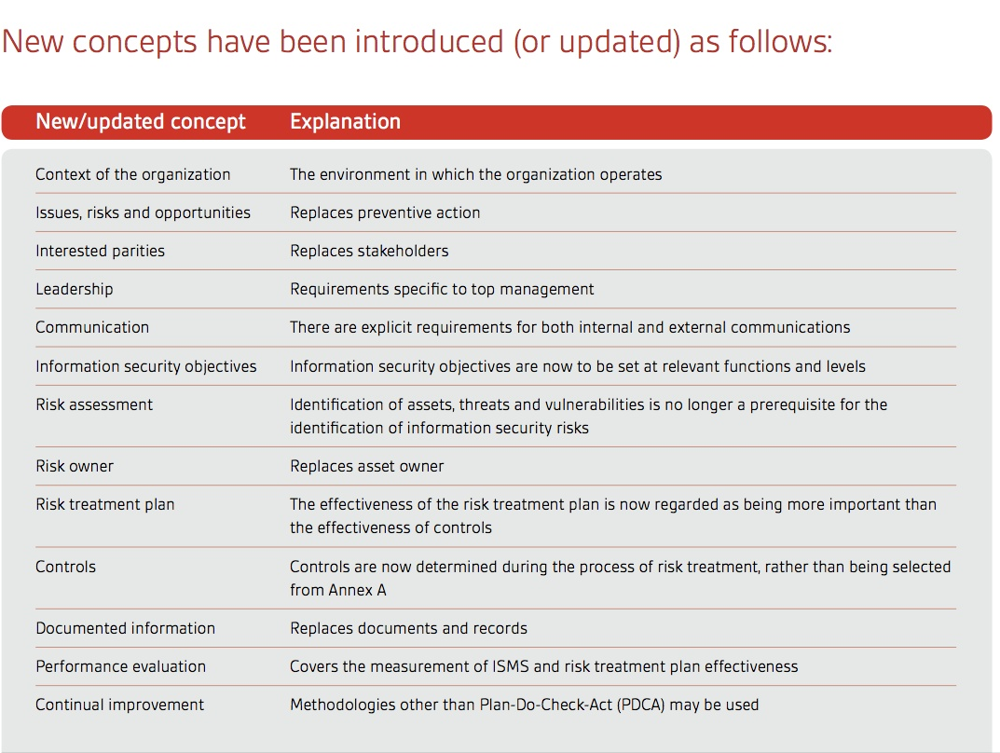 New concepts have been introduced (or updated) as follows:
New/updated concept Explanation
Context of the organization The environment in which the organization operates
Issues, risks and opportunities Replaces preventive action
Interested parities Replaces stakeholders
Leadership Requirements specific to top management
Communication There are explicit requirements for both internal and external communications
Information security objectives Information security objectives are now to be set at relevant functions and levels
Risk assessment Identification of assets, threats and vulnerabilities is no longer a prerequisite for the
identification of information security risks
Risk owner Replaces asset owner
Risk treatment plan The effectiveness of the risk treatment plan is now regarded as being more important than
the effectiveness of controls
Controls Controls are now determined during the process of risk treatment, rather than being selected
from Annex A
Documented information Replaces documents and records
Performance evaluation Covers the measurement of ISMS and risk treatment plan effectiveness
Continual improvement Methodologies other than Plan-Do-Check-Act (PDCA) may be used